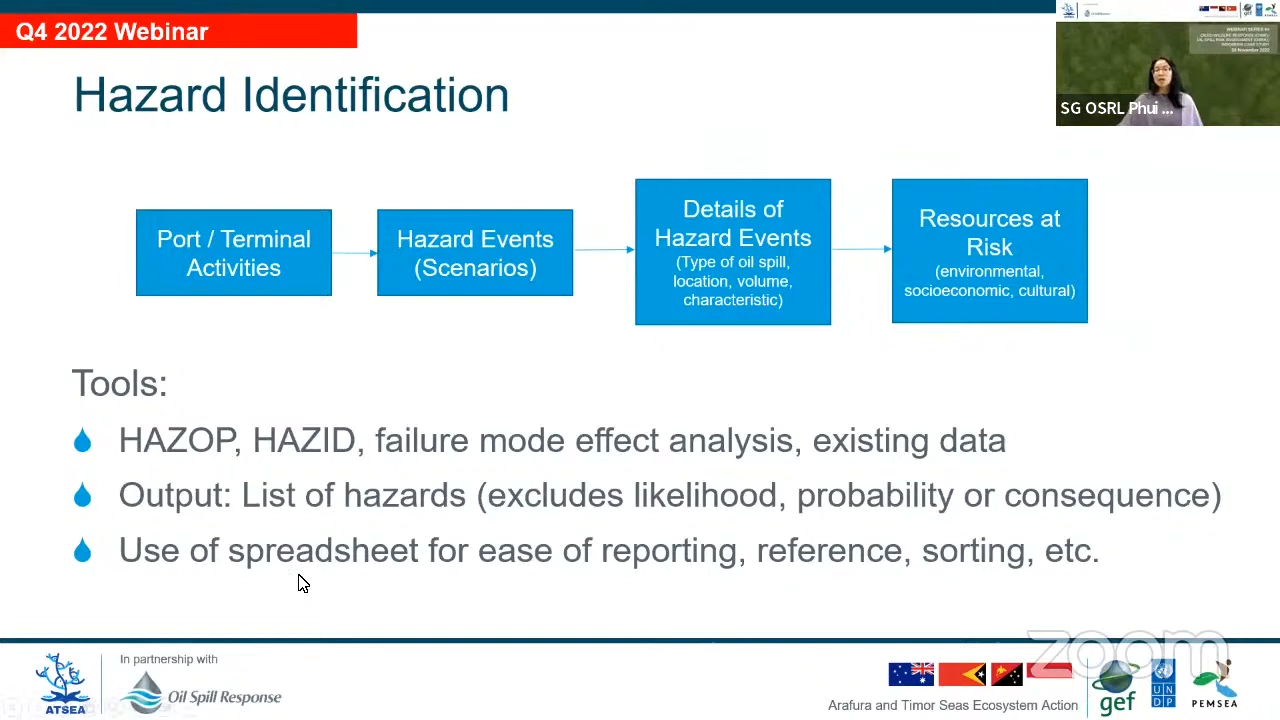 Q4 2022 Webinar
Hazard Identification
SG OSRL Phui ...
Port / Terminal
Activities
Hazard Events
(Scenarios)
Details of
Hazard Events
(Type of oil spill,
location, volume,
characteristic)
Resources at
Risk
(environmental,
socioeconomic, cultural)
Tools:
HAZOP, HAZID, failure mode effect analysis, existing data
Output: List of hazards (excludes likelihood, probability or consequence)
Use of spreadsheet for ease of reporting, reference, sorting, etc.
ATSEA
In partnership with
Oil Spill Response
Arafura and Timor Seas Ecosystem Action
zoom
gef
U N
D P
PEMSEA